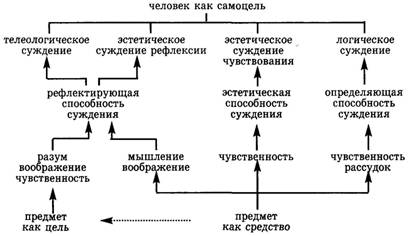 человек как самоцель
телеологическое
суждение
эстетическое
суждение рефлексии
эстетическое
суждение
чувствования
логическое
суждение
рефлектирующая
способность
суждения
эстетическая
способность
суждения
определяющая
способность
суждения
разум
воображение
чувственность
мышление
воображение
чувственность
чувственность
рассудок
предмет
как цель
предмет
как средство